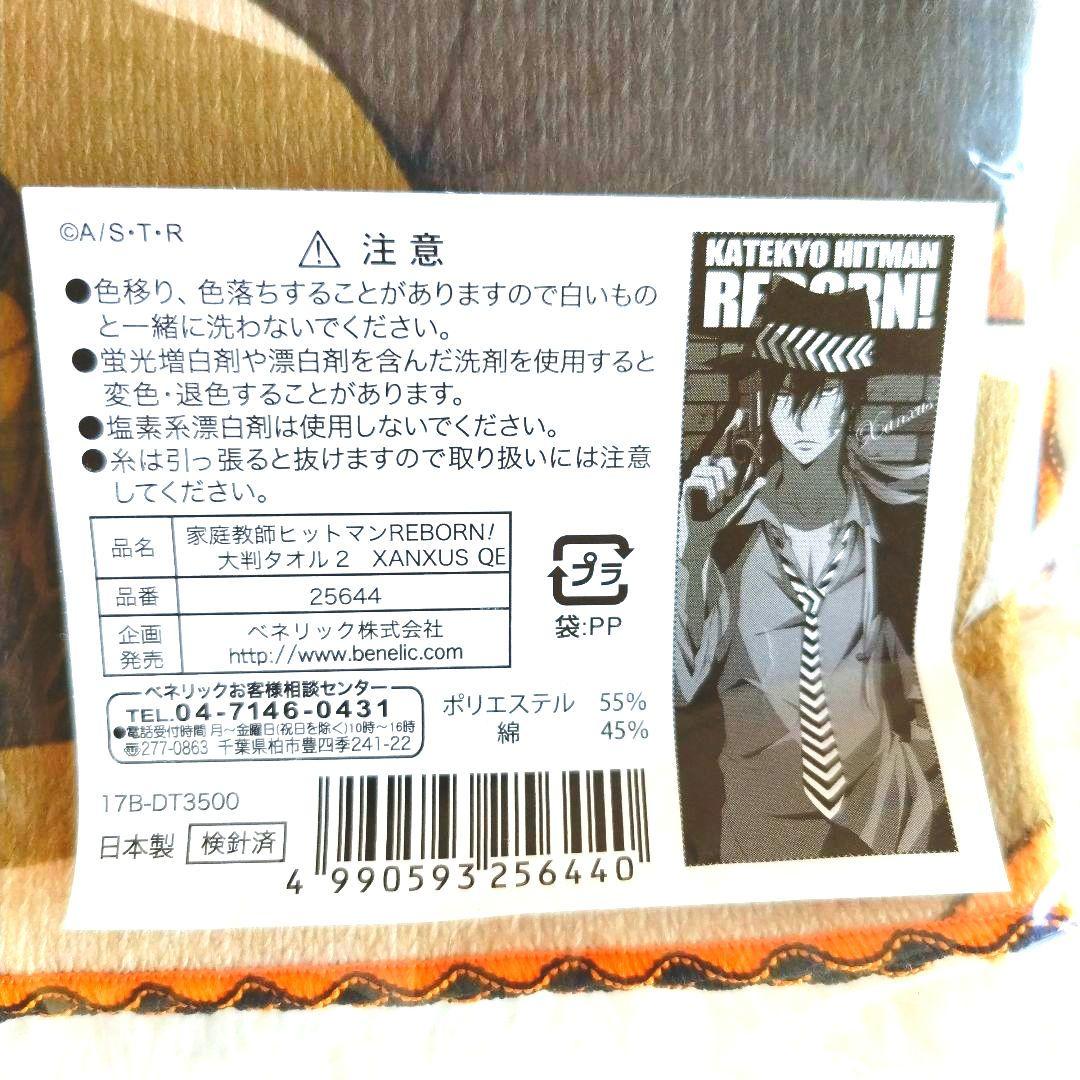 ©A/S・T・R
注意
●色移り、色落ちすることがありますので白いもの
と一緒に洗わないでください。
●蛍光増白剤や漂白剤を含んだ洗剤を使用すると
変色・退色することがあります。
●塩素系漂白剤は使用しないでください。
●糸は引っ張ると抜けますので取り扱いには注意
してください。
品名 家庭教師ヒットマンREBORN!
大判タオル2 XANXUS QE
品番 25644
企画 ベネリック株式会社
発売 http://www.benelic.com
プラ
袋:PP
ベネリックお客様相談センター
TEL.04-7146-0431
●電話受付時間 月～金曜日(祝日を除く)10時～16時
〠277-0863 千葉県柏市豊四季241-22
ポリエステル 55%
綿 45%
17B-DT3500
日本製 検針済
4 990593 256440
KATEKYO HITMAN
REBORN!
Xanxus